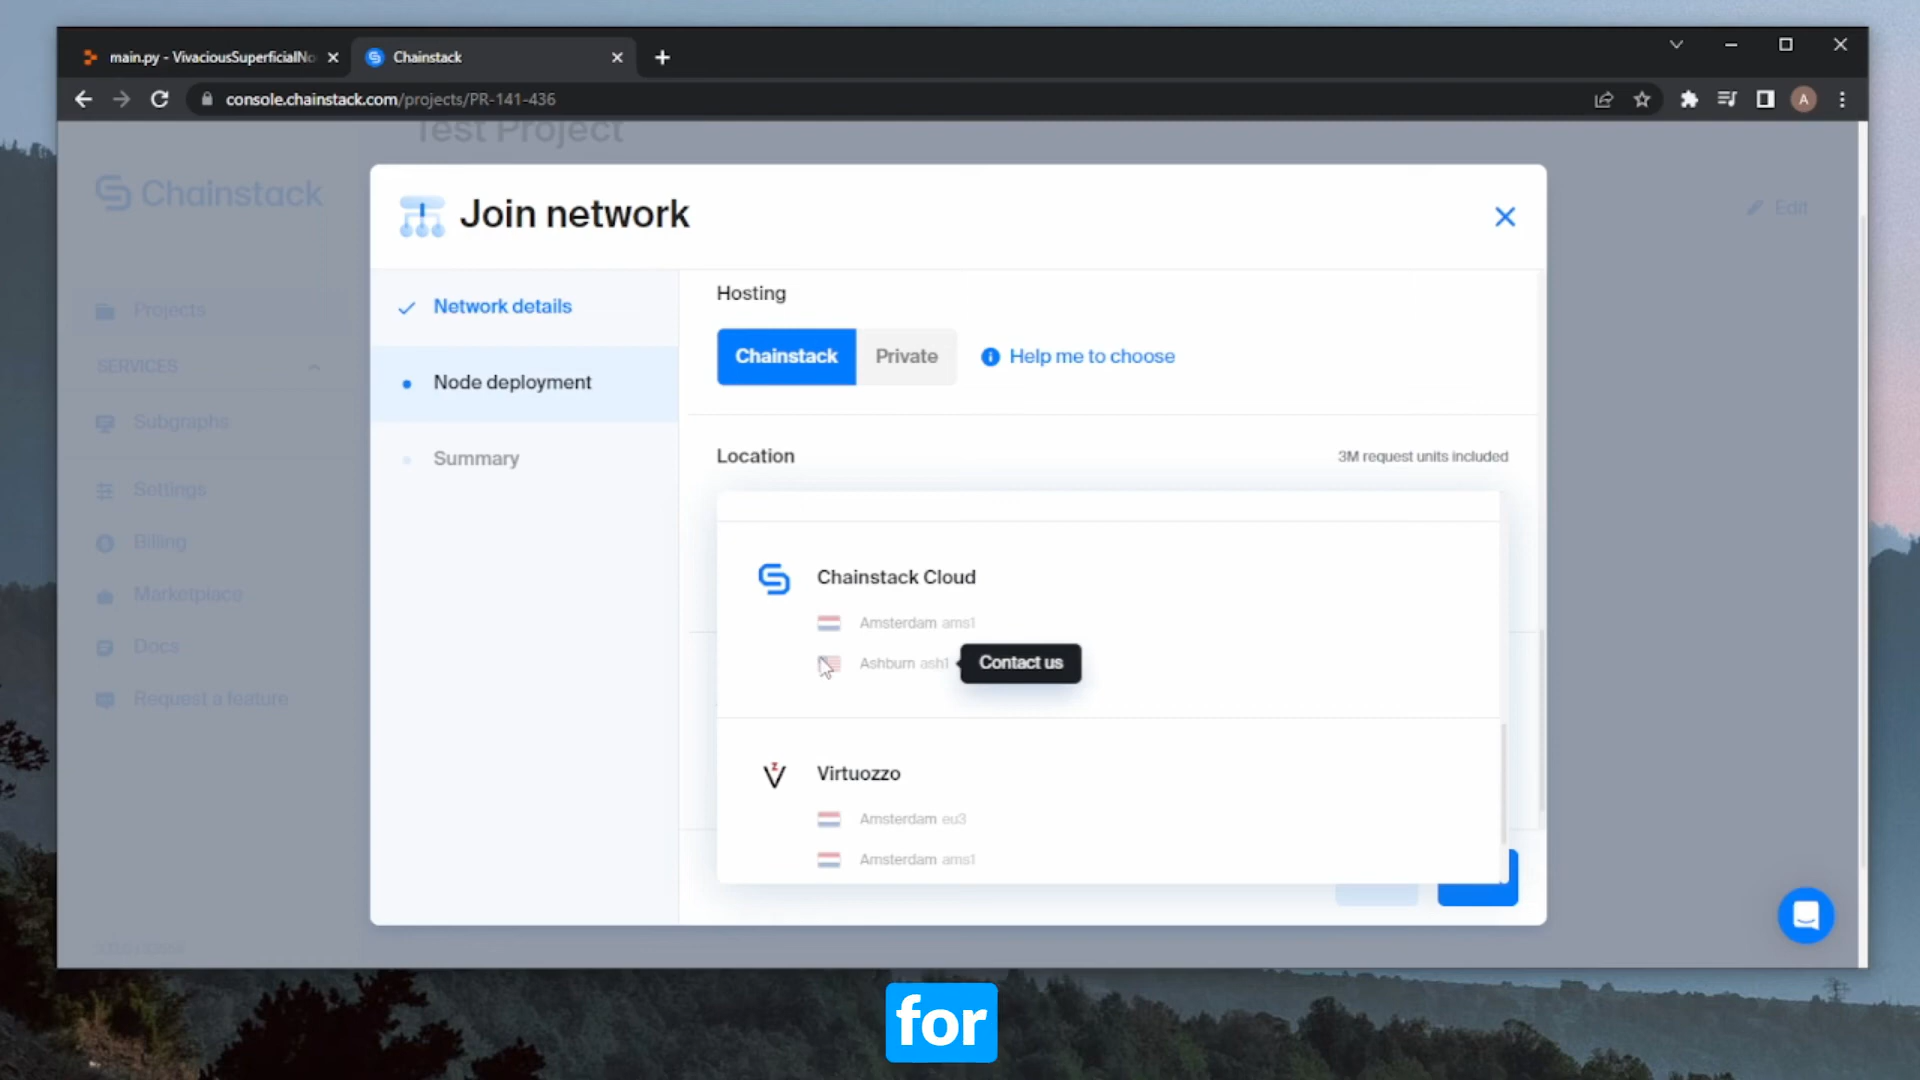 main.py - VivaciousSuperficialNo
Chainstack
console.chainstack.com/projects/PR-141-436
A
Test Project
Chainstack
Edit
Join network
Projects
SERVICES
Subgraphs
Settings
Billing
Marketplace
Docs
Request a feature
Network details
Node deployment
Summary
Hosting
Chainstack
Private
Help me to choose
Location
3M request units included
Chainstack Cloud
Amsterdam ams1
Ashburn ash1
Contact us
Virtuozzo
Amsterdam eu3
Amsterdam ams1
for